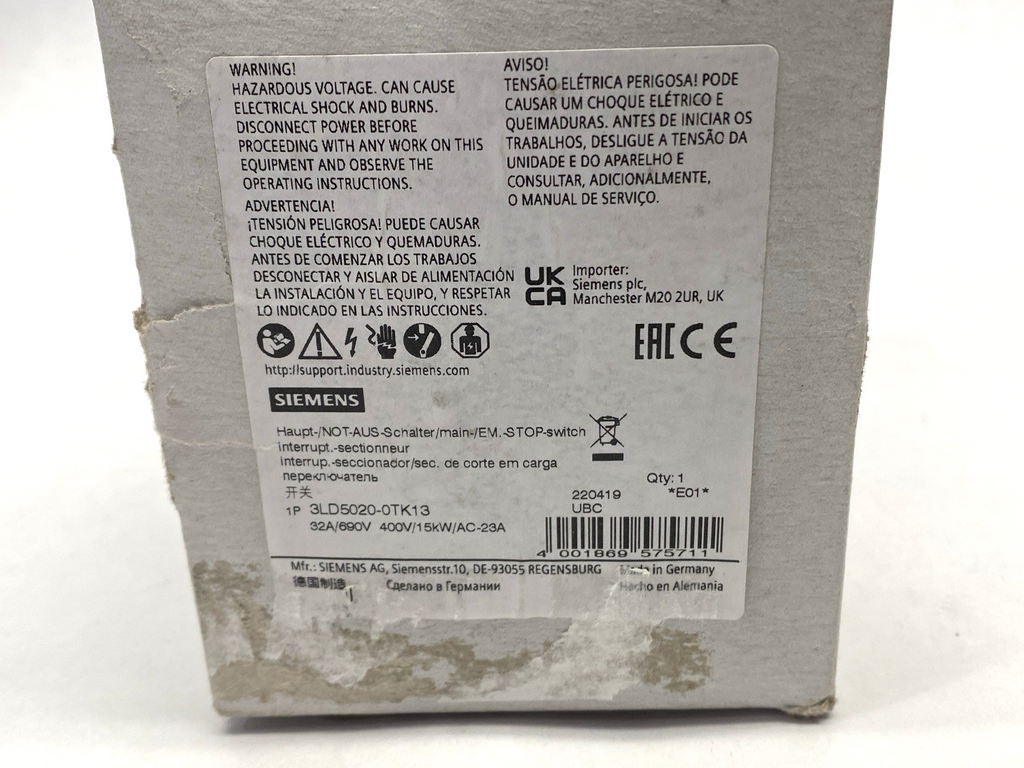 WARNING!
HAZARDOUS VOLTAGE. CAN CAUSE
ELECTRICAL SHOCK AND BURNS.
DISCONNECT POWER BEFORE
PROCEEDING WITH ANY WORK ON THIS
EQUIPMENT AND OBSERVE THE
OPERATING INSTRUCTIONS.
ADVERTENCIA!
¡TENSIÓN PELIGROSA! PUEDE CAUSAR
CHOQUE ELÉCTRICO Y QUEMADURAS.
ANTES DE COMENZAR LOS TRABAJOS
DESCONECTAR Y AISLAR DE ALIMENTACIÓN
LA INSTALACIÓN Y EL EQUIPO, Y RESPETAR
LO INDICADO EN LAS INSTRUCCIONES.
AVISO!
TENSÃO ELÉTRICA PERIGOSA! PODE
CAUSAR UM CHOQUE ELÉTRICO E
QUEIMADURAS. ANTES DE INICIAR OS
TRABALHOS, DESLIGUE A TENSÃO DA
UNIDADE E DO APARELHO E
CONSULTAR, ADICIONALMENTE,
O MANUAL DE SERVIÇO.
UK
CA
Importer:
Siemens plc,
Manchester M20 2UR, UK
EAC CE
http://support.industry.siemens.com
SIEMENS
Haupt-/NOT-AUS-Schalter/main-/EM.-STOP-switch
interrupt.-sectionneur
interrup.-seccionador/sec. de corte em carga
переключатель
开关
Qty: 1
220419 *E01*
UBC
1P 3LD5020-0TK13
32A/690V 400V/15kW/AC-23A
4 001869 575711
Mfr.: SIEMENS AG, Siemensstr.10, DE-93055 REGENSBURG Made in Germany
德国制造 Сделано в Германии Hecho en Alemania